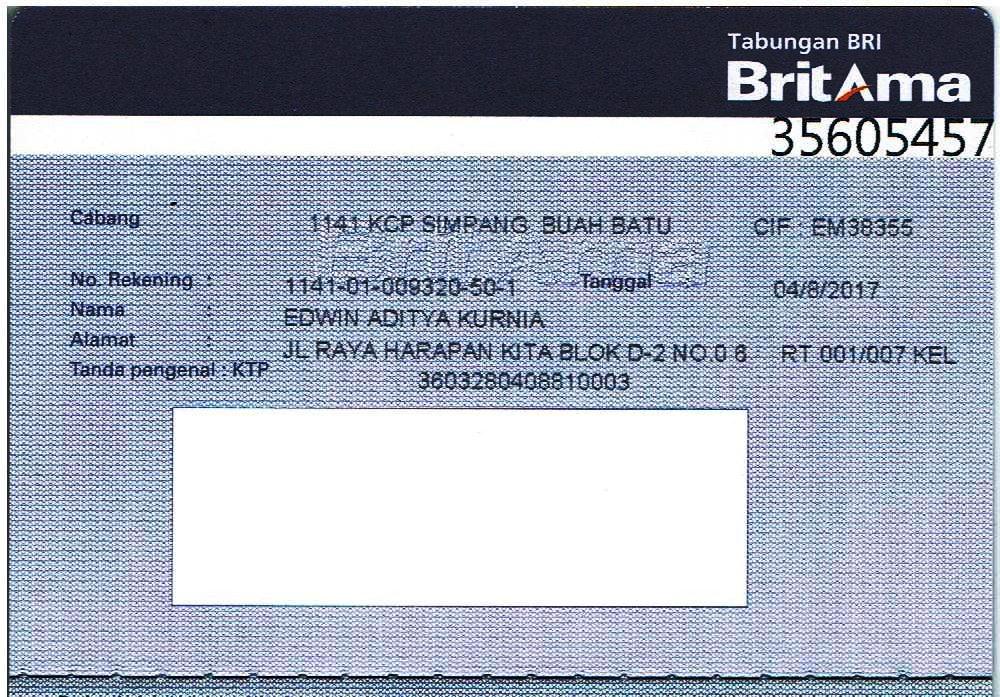 Tabungan BRI
BritAma
35605457
Cabang 1141 KCP SIMPANG BUAH BATU CIF EM38355
No. Rekening : 1141-01-009320-50-1 Tanggal 04/8/2017
Nama : EDWIN ADITYA KURNIA
Alamat : JL RAYA HARAPAN KITA BLOK D-2 NO.0 6 RT 001/007 KEL
Tanda pengenal : KTP 3603280408810003